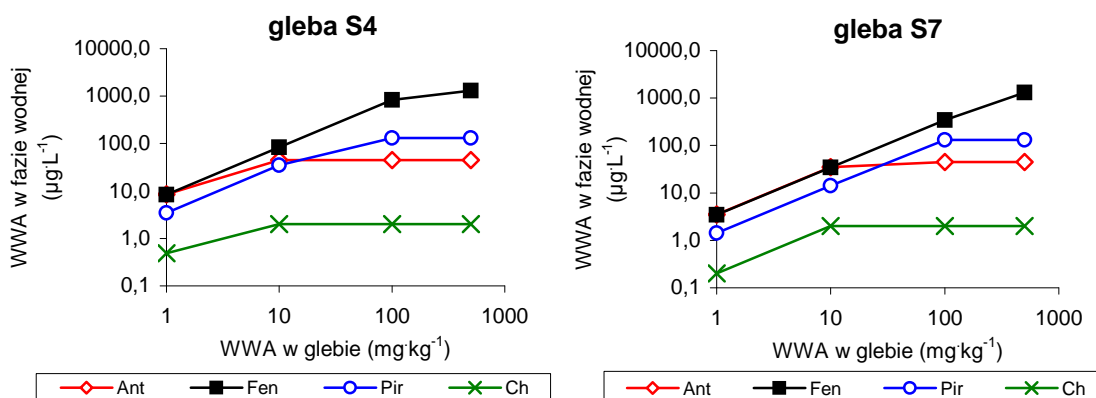 gleba S4
WWA w fazie wodnej
(µg·L⁻¹)
10000,0
1000,0
100,0
10,0
1,0
0,1
1 10 100 1000
WWA w glebie (mg·kg⁻¹)
Ant Fen Pir Ch
gleba S7
WWA w fazie wodnej
(µg·L⁻¹)
10000,0
1000,0
100,0
10,0
1,0
0,1
1 10 100 1000
WWA w glebie (mg·kg⁻¹)
Ant Fen Pir Ch